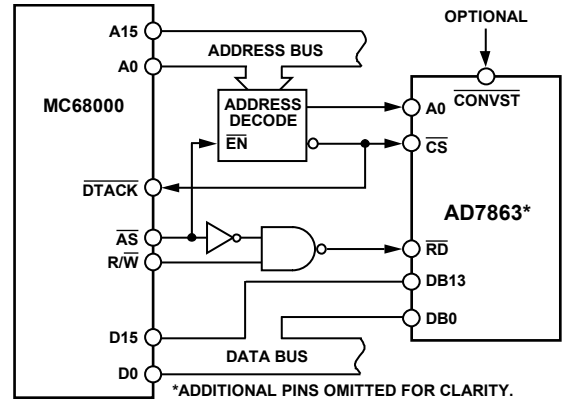 OPTIONAL
A15
ADDRESS BUS
A0
MC68000
ADDRESS
DECODE
EN
A0
CONVST
CS
DTACK
AD7863*
AS
R/W
RD
DB13
DB0
D15
DATA BUS
D0
*ADDITIONAL PINS OMITTED FOR CLARITY.